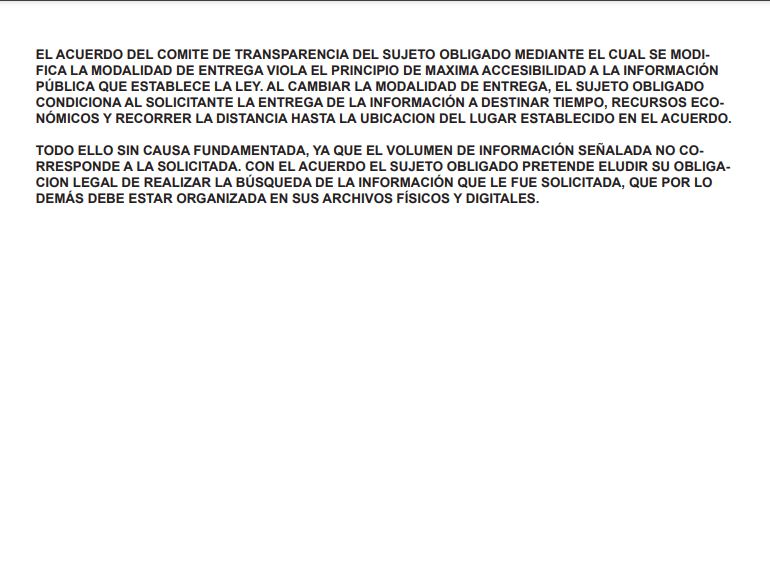 EL ACUERDO DEL COMITE DE TRANSPARENCIA DEL SUJETO OBLIGADO MEDIANTE EL CUAL SE MODI-
FICA LA MODALIDAD DE ENTREGA VIOLA EL PRINCIPIO DE MAXIMA ACCESIBILIDAD A LA INFORMACIÓN
PÚBLICA QUE ESTABLECE LA LEY. AL CAMBIAR LA MODALIDAD DE ENTREGA, EL SUJETO OBLIGADO
CONDICIONA AL SOLICITANTE LA ENTREGA DE LA INFORMACIÓN A DESTINAR TIEMPO, RECURSOS ECO-
NÓMICOS Y RECORRER LA DISTANCIA HASTA LA UBICACION DEL LUGAR ESTABLECIDO EN EL ACUERDO.
TODO ELLO SIN CAUSA FUNDAMENTADA, YA QUE EL VOLUMEN DE INFORMACIÓN SEÑALADA NO CO-
RRESPONDE A LA SOLICITADA. CON EL ACUERDO EL SUJETO OBLIGADO PRETENDE ELUDIR SU OBLIGA-
CION LEGAL DE REALIZAR LA BÚSQUEDA DE LA INFORMACIÓN QUE LE FUE SOLICITADA, QUE POR LO
DEMÁS DEBE ESTAR ORGANIZADA EN SUS ARCHIVOS FÍSICOS Y DIGITALES.